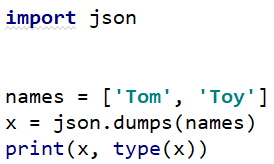 import json
names = ['Tom', 'Toy']
x = json.dumps(names)
print(x, type(x))